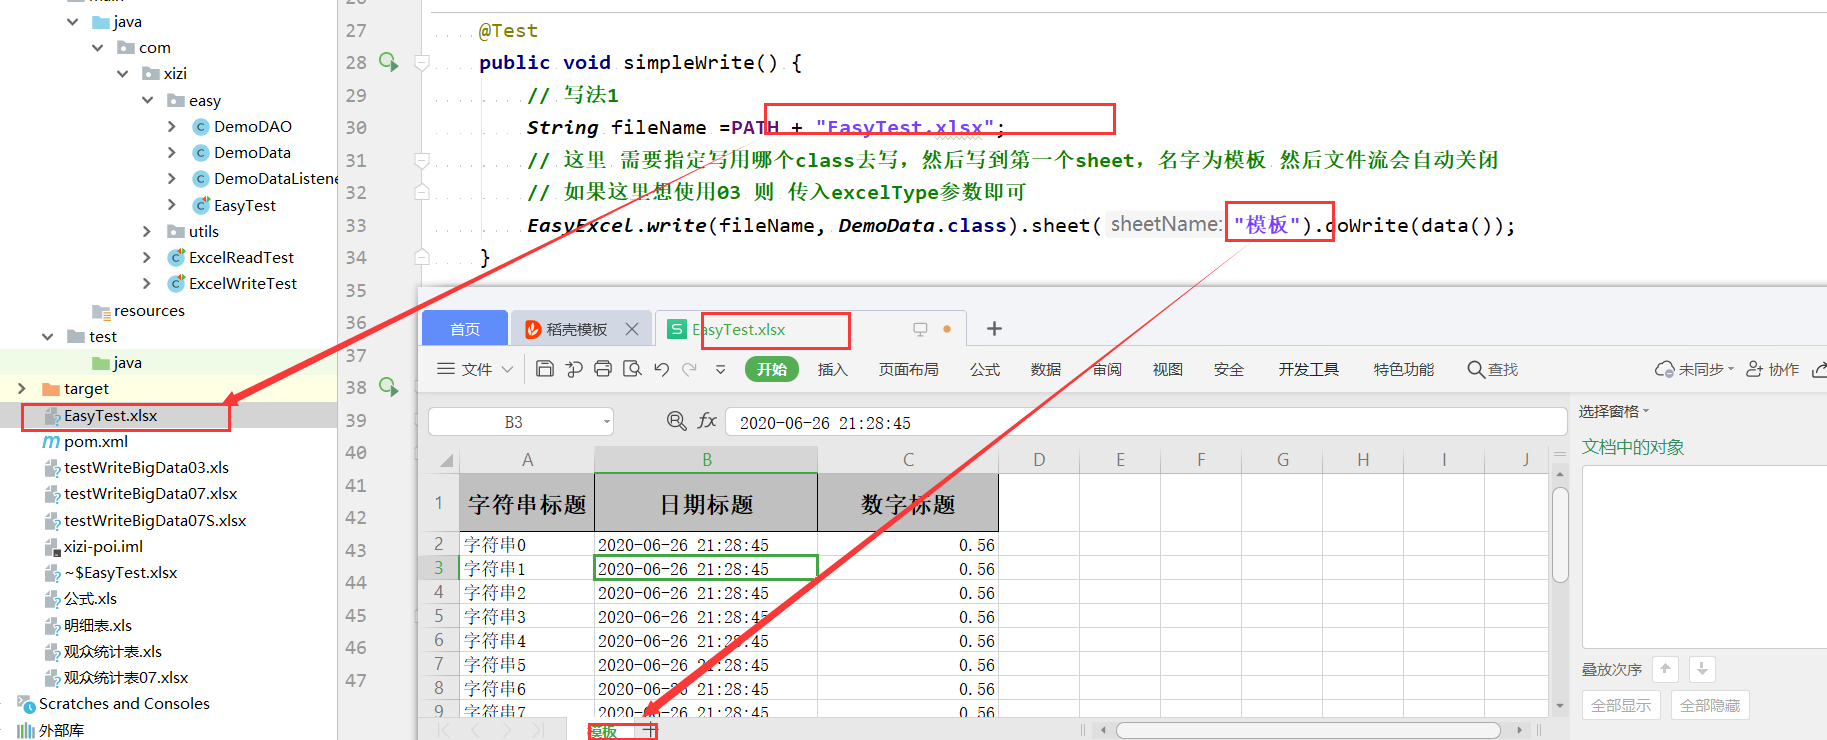 main
java
com
xizi
easy
DemoDAO
DemoData
DemoDataListene
EasyTest
utils
ExcelReadTest
ExcelWriteTest
resources
test
java
target
EasyTest.xlsx
pom.xml
testWriteBigData03.xls
testWriteBigData07.xlsx
testWriteBigData07S.xlsx
xizi-poi.iml
~$EasyTest.xlsx
公式.xls
明细表.xls
观众统计表.xls
观众统计表07.xlsx
Scratches and Consoles
外部库
26
27 @Test
28 public void simpleWrite() {
29 // 写法1
30 String fileName =PATH + "EasyTest.xlsx";
31 // 这里 需要指定写用哪个class去写，然后写到第一个sheet，名字为模板 然后文件流会自动关闭
32 // 如果这里想使用03 则 传入excelType参数即可
33 EasyExcel.write(fileName, DemoData.class).sheet( sheetName: "模板").doWrite(data());
34 }
35
36
37
38
39
40
41
42
43
44
45
46
47
首页 稻壳模板 EasyTest.xlsx
文件 开始 插入 页面布局 公式 数据 审阅 视图 安全 开发工具 特色功能 查找 未同步 协作
B3 fx 2020-06-26 21:28:45
A B C D E F G H I J
1 字符串标题 日期标题 数字标题
2 字符串0 2020-06-26 21:28:45 0.56
3 字符串1 2020-06-26 21:28:45 0.56
4 字符串2 2020-06-26 21:28:45 0.56
5 字符串3 2020-06-26 21:28:45 0.56
6 字符串4 2020-06-26 21:28:45 0.56
7 字符串5 2020-06-26 21:28:45 0.56
8 字符串6 2020-06-26 21:28:45 0.56
9 字符串7 2020-06-26 21:28:45 0.56
模板
选择窗格
文档中的对象
叠放次序
全部显示 全部隐藏